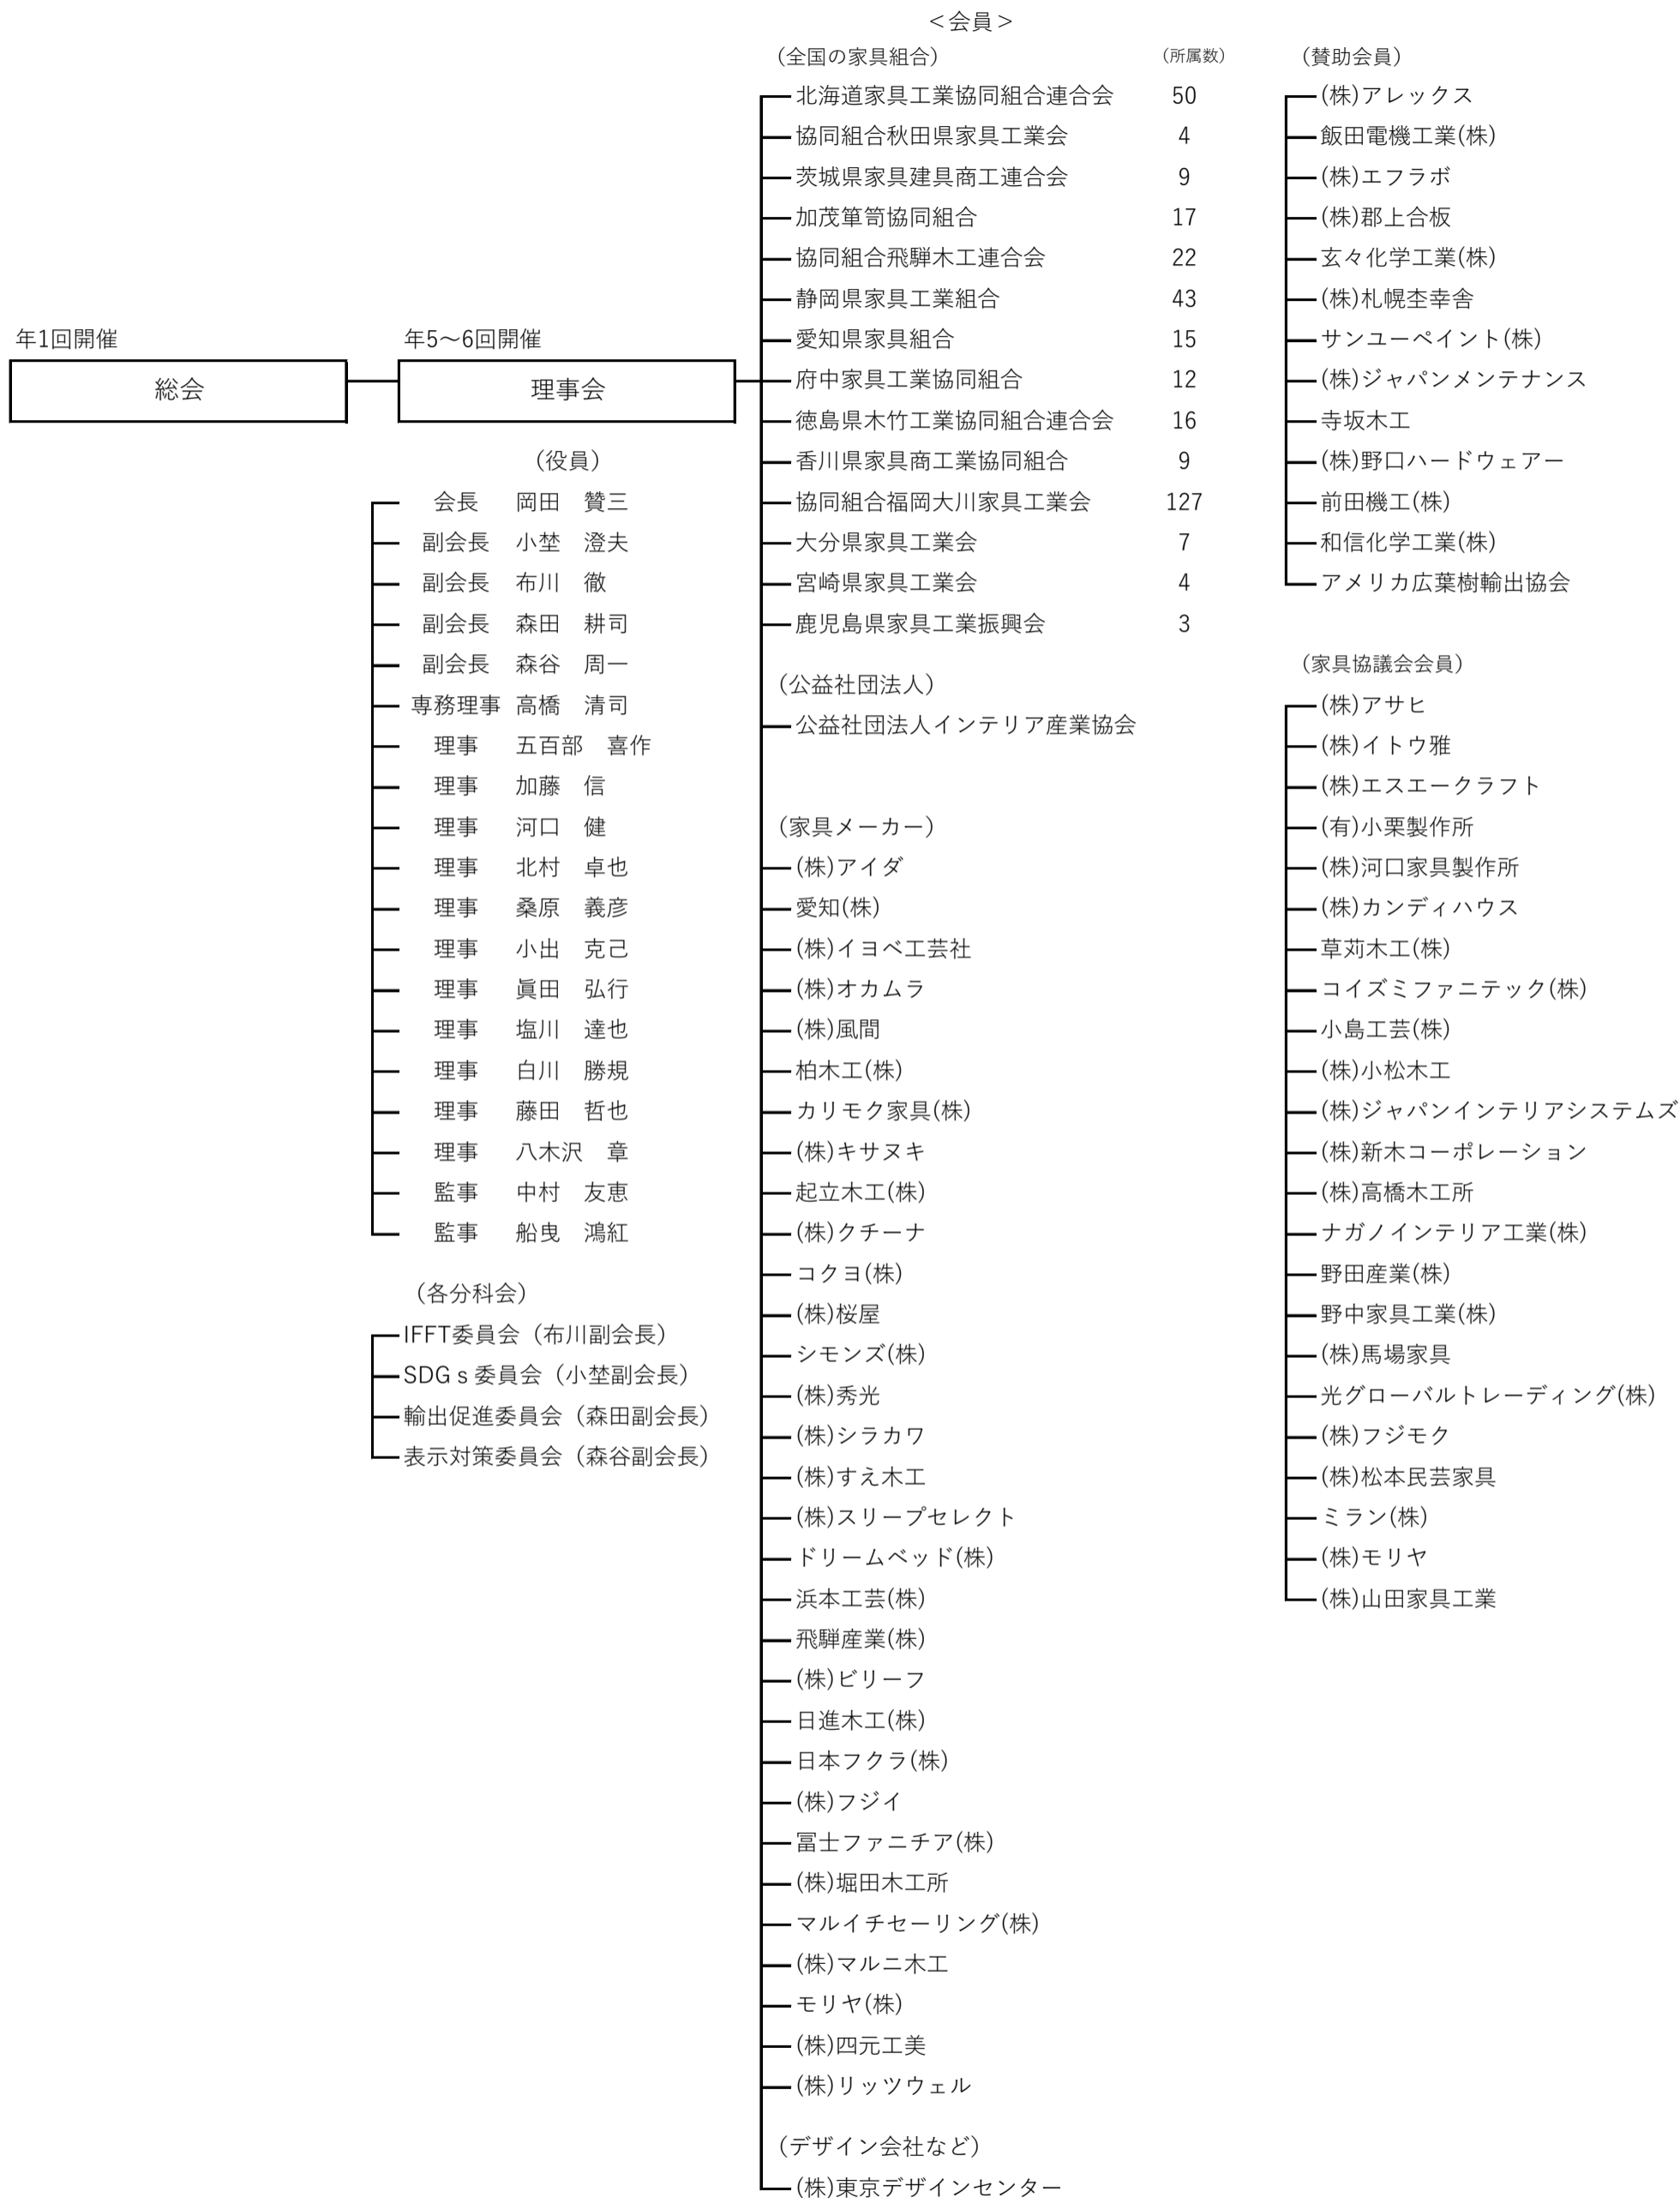 ＜会員＞
（全国の家具組合） （所属数）
北海道家具工業協同組合連合会 50
協同組合秋田県家具工業会 4
茨城県家具建具商工連合会 9
加茂箪笥協同組合 17
協同組合飛騨木工連合会 22
静岡県家具工業組合 43
愛知県家具組合 15
府中家具工業協同組合 12
徳島県木竹工業協同組合連合会 16
香川県家具商工業協同組合 9
協同組合福岡大川家具工業会 127
大分県家具工業会 7
宮崎県家具工業会 4
鹿児島県家具工業振興会 3
（公益社団法人）
公益社団法人インテリア産業協会
（家具メーカー）
(株)アイダ
愛知(株)
(株)イヨベ工芸社
(株)オカムラ
(株)風間
柏木工(株)
カリモク家具(株)
(株)キサヌキ
起立木工(株)
(株)クチーナ
コクヨ(株)
(株)桜屋
シモンズ(株)
(株)秀光
(株)シラカワ
(株)すえ木工
(株)スリープセレクト
ドリームベッド(株)
浜本工芸(株)
飛騨産業(株)
(株)ビリーフ
日進木工(株)
日本フクラ(株)
(株)フジイ
冨士ファニチア(株)
(株)堀田木工所
マルイチセーリング(株)
(株)マルニ木工
モリヤ(株)
(株)四元工美
(株)リッツウェル
（デザイン会社など）
(株)東京デザインセンター
（賛助会員）
(株)アレックス
飯田電機工業(株)
(株)エフラボ
(株)郡上合板
玄々化学工業(株)
(株)札幌杢幸舎
サンユーペイント(株)
(株)ジャパンメンテナンス
寺坂木工
(株)野口ハードウェアー
前田機工(株)
和信化学工業(株)
アメリカ広葉樹輸出協会
（家具協議会会員）
(株)アサヒ
(株)イトウ雅
(株)エスエークラフト
(有)小栗製作所
(株)河口家具製作所
(株)カンディハウス
草苅木工(株)
コイズミファニテック(株)
小島工芸(株)
(株)小松木工
(株)ジャパンインテリアシステムズ
(株)新木コーポレーション
(株)高橋木工所
ナガノインテリア工業(株)
野田産業(株)
野中家具工業(株)
(株)馬場家具
光グローバルトレーディング(株)
(株)フジモク
(株)松本民芸家具
ミラン(株)
(株)モリヤ
(株)山田家具工業
年1回開催
総会
年5～6回開催
理事会
（役員）
会長 岡田　贊三
副会長 小埜　澄夫
副会長 布川　徹
副会長 森田　耕司
副会長 森谷　周一
専務理事 高橋　清司
理事 五百部　喜作
理事 加藤　信
理事 河口　健
理事 北村　卓也
理事 桑原　義彦
理事 小出　克己
理事 眞田　弘行
理事 塩川　達也
理事 白川　勝規
理事 藤田　哲也
理事 八木沢　章
監事 中村　友恵
監事 船曳　鴻紅
（各分科会）
IFFT委員会（布川副会長）
SDGｓ委員会（小埜副会長）
輸出促進委員会（森田副会長）
表示対策委員会（森谷副会長）